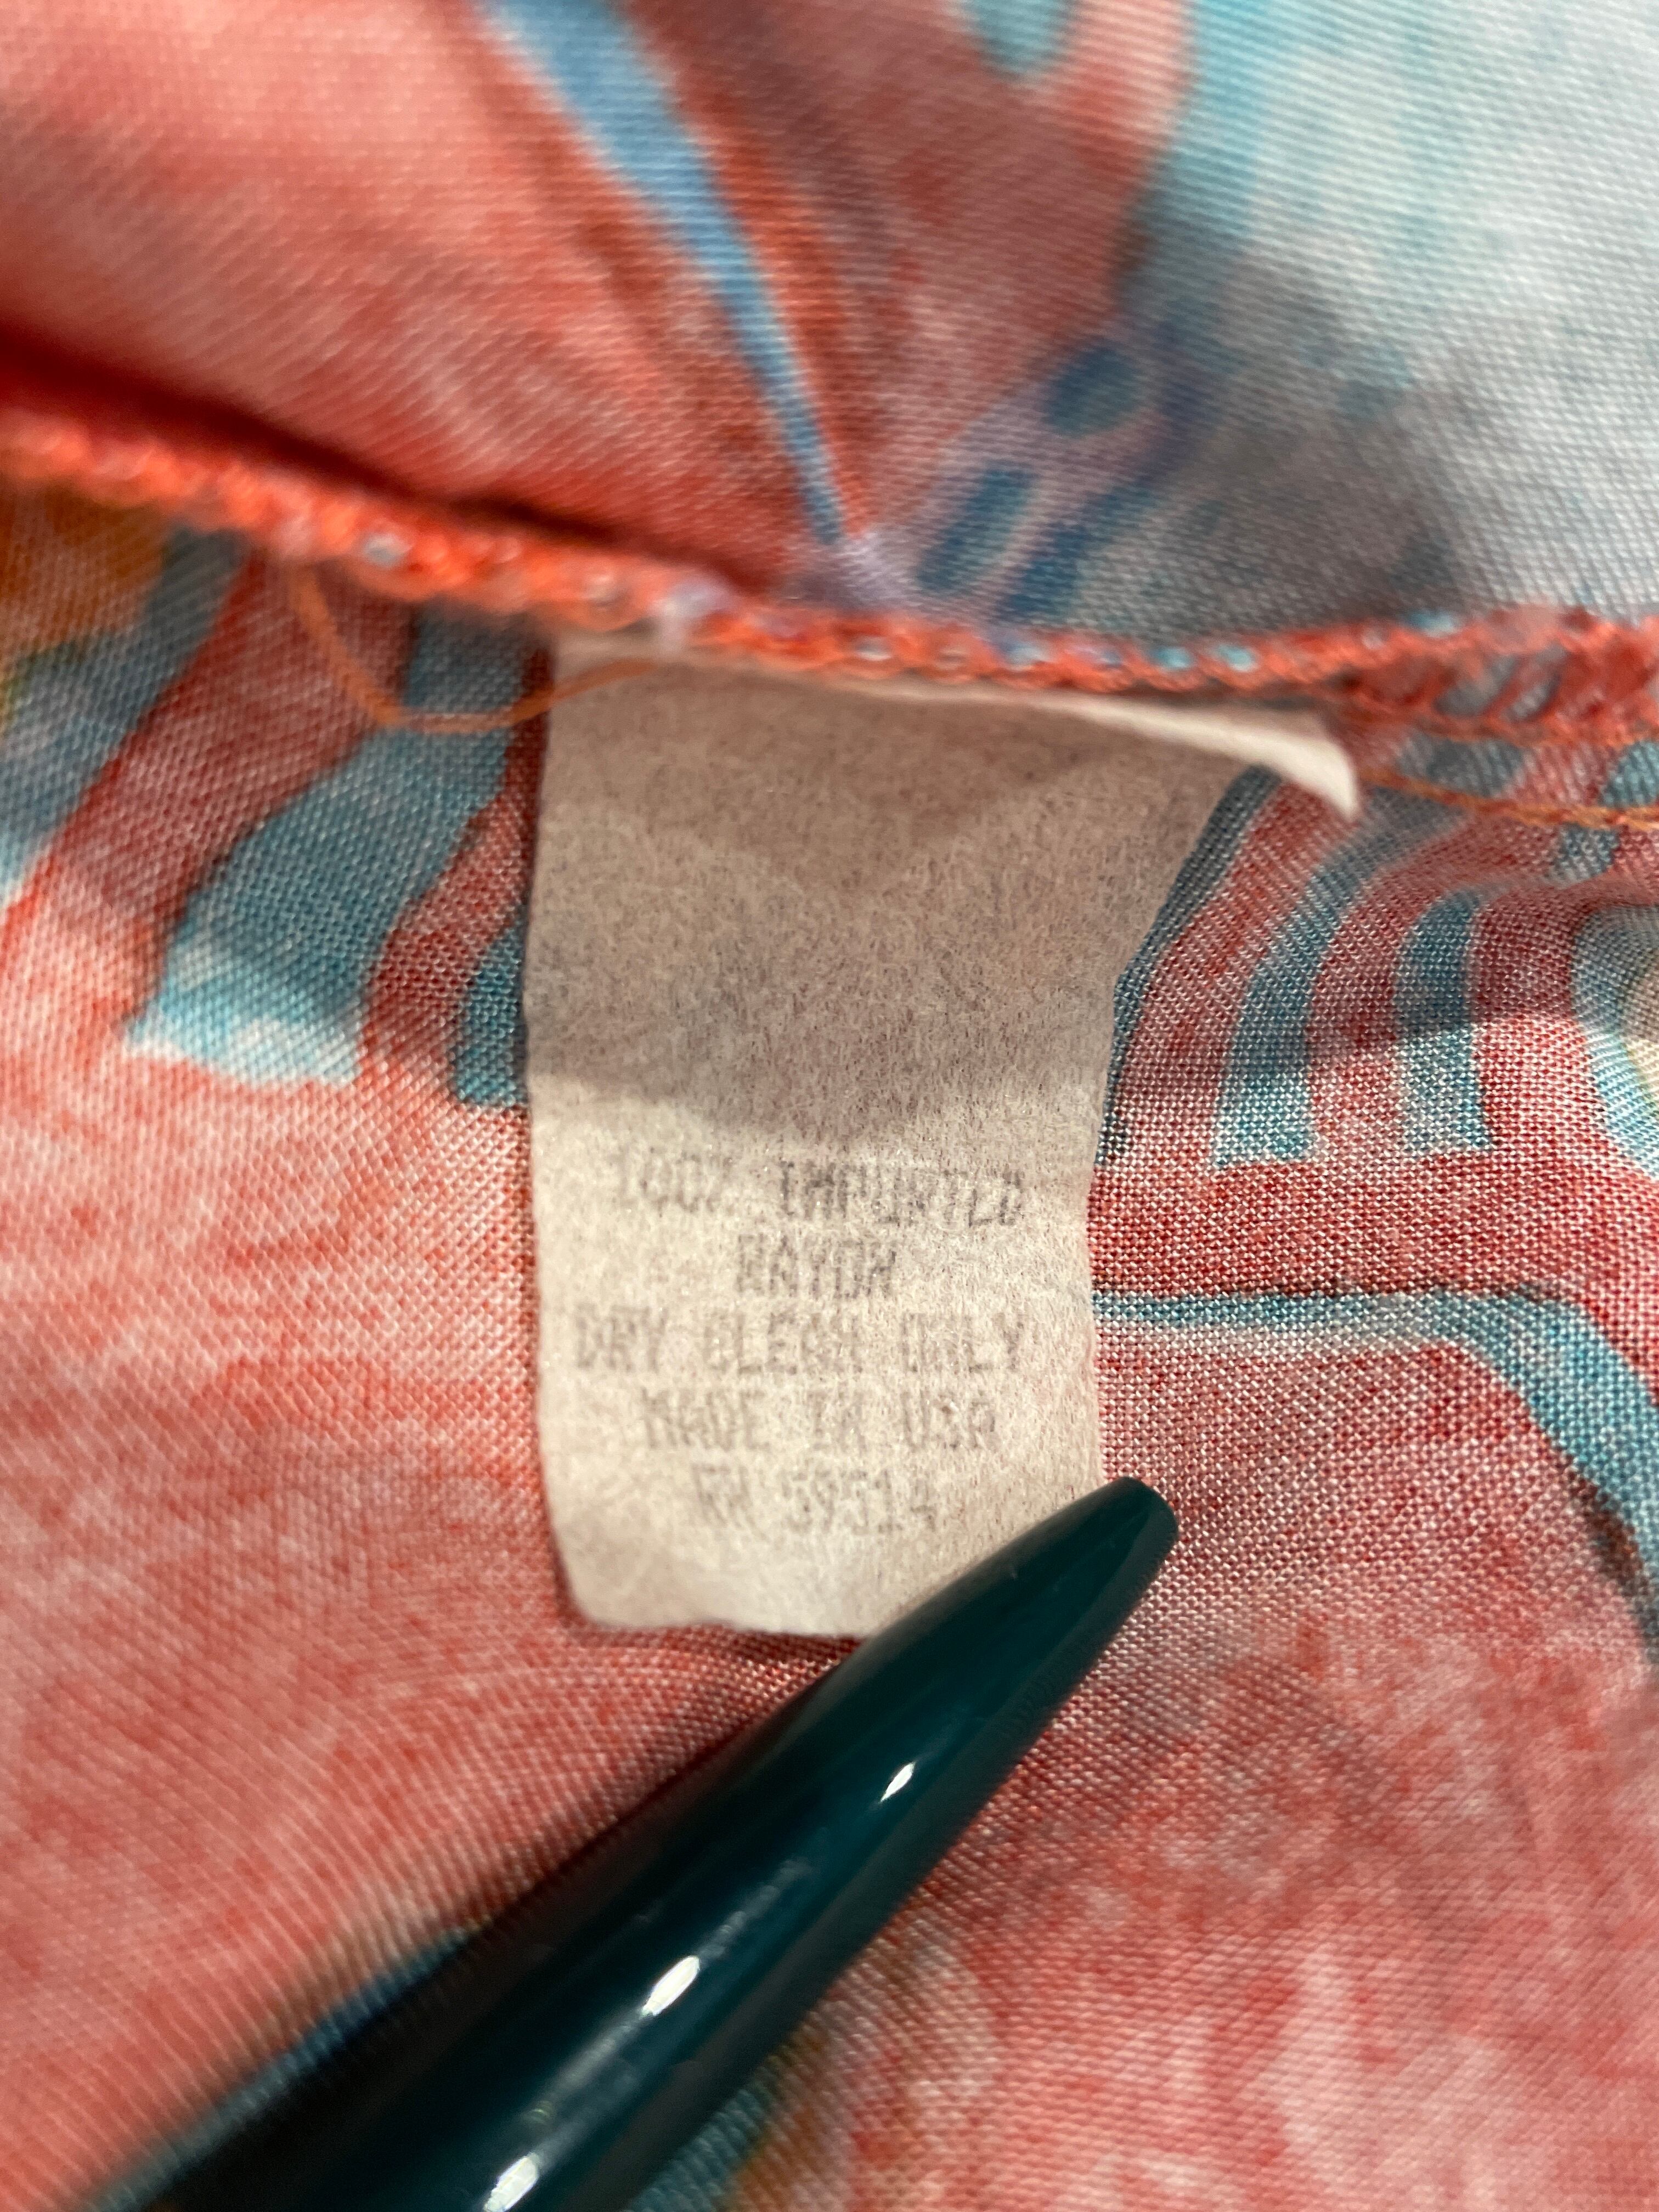 100% IMPORTED
RAYON
DRY CLEAN ONLY
MADE IN USA
RN 59514